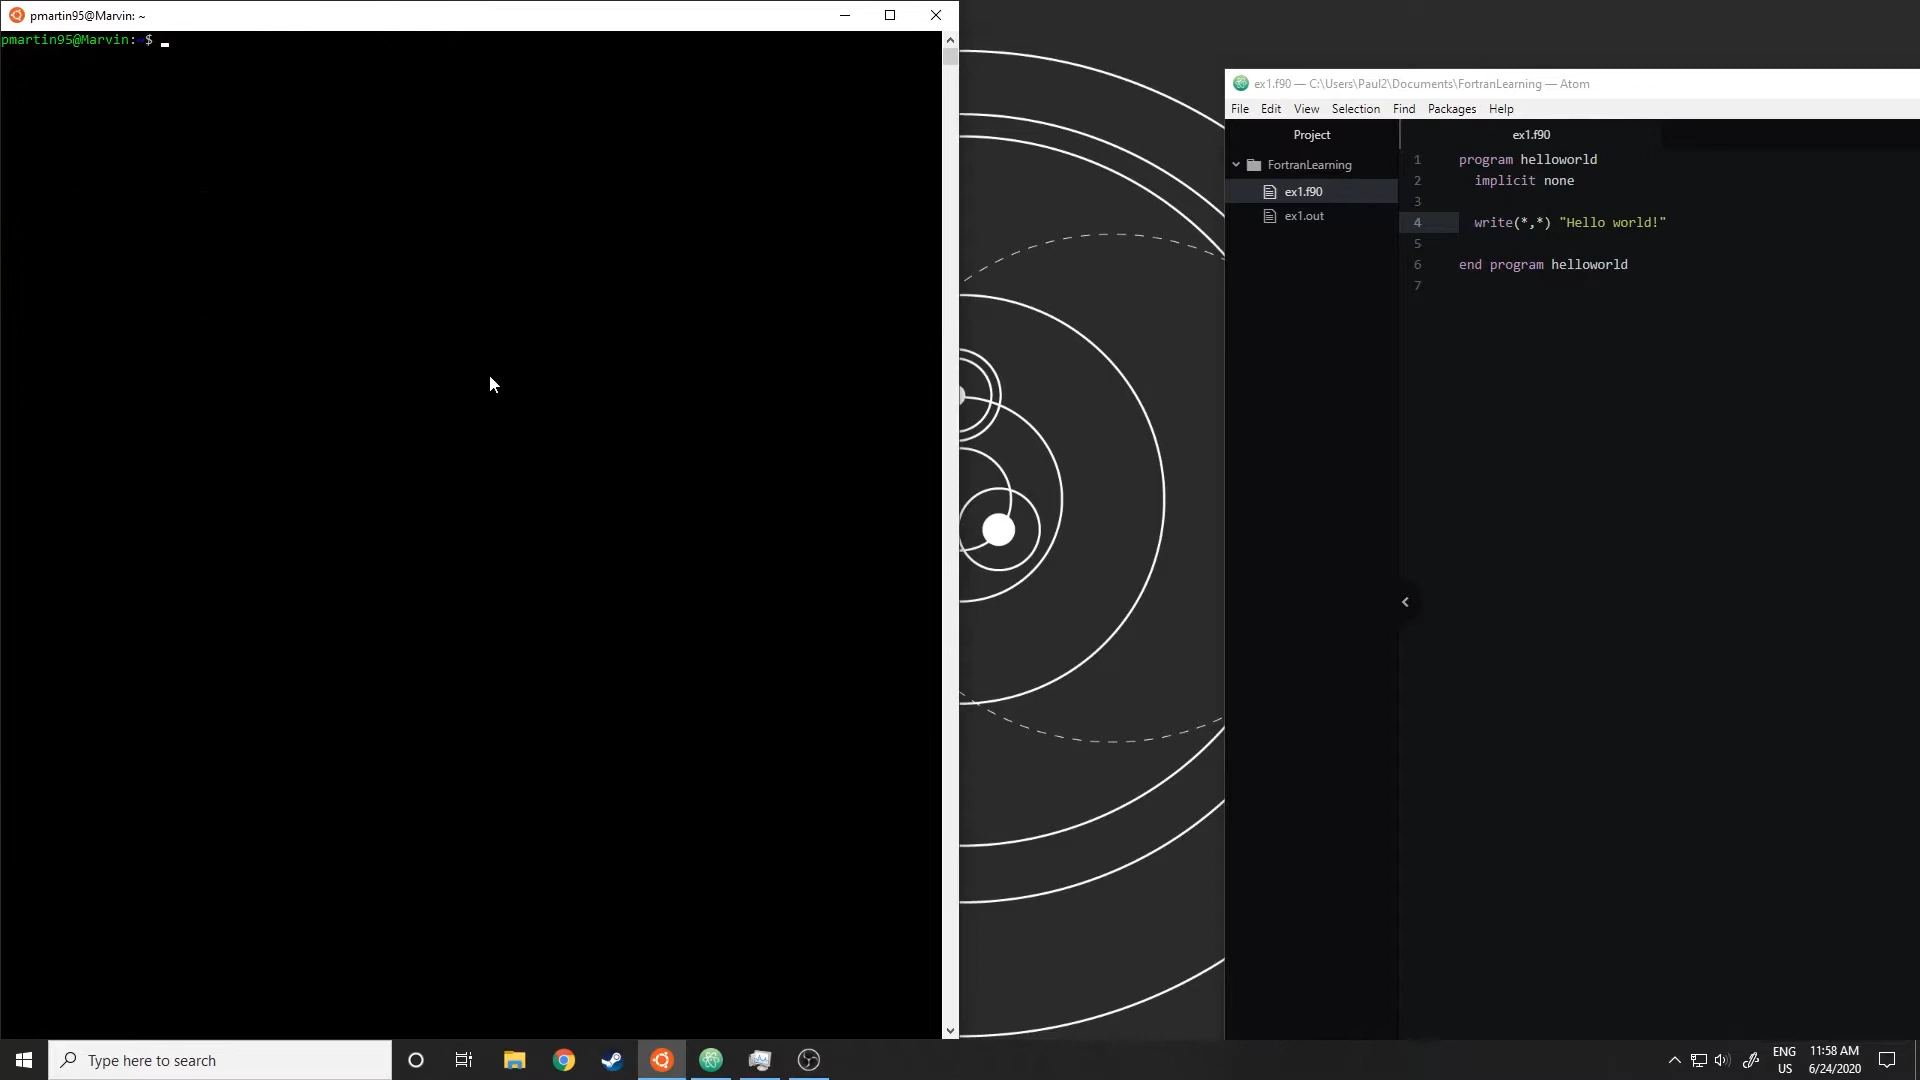 pmartin95@Marvin: ~
pmartin95@Marvin:~$
ex1.f90 — C:\Users\Paul2\Documents\FortranLearning — Atom
File Edit View Selection Find Packages Help
Project
FortranLearning
ex1.f90
ex1.out
ex1.f90
1 program helloworld
2 implicit none
3
4 write(*,*) "Hello world!"
5
6 end program helloworld
7
Type here to search
ENG
US
11:58 AM
6/24/2020